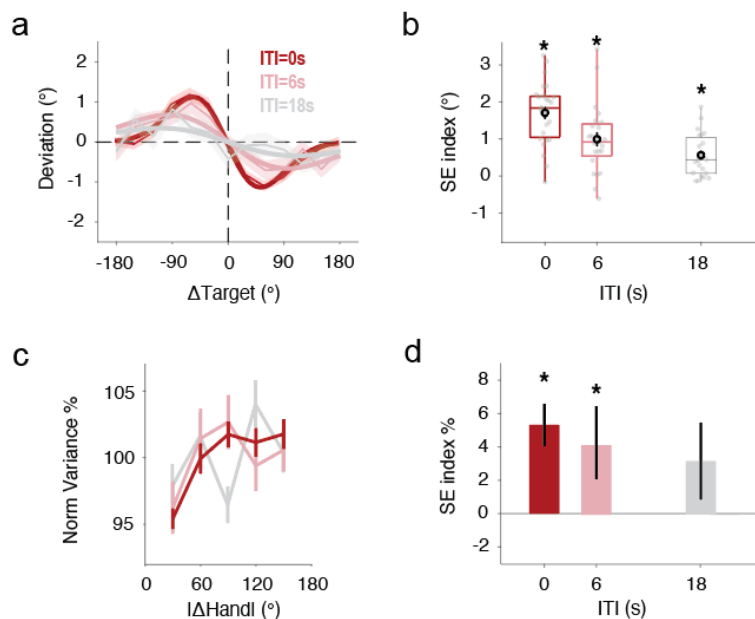 a
ITI=0s
ITI=6s
ITI=18s
Deviation (°)
2
1
0
-1
-2
-180
-90
0
90
180
ΔTarget (°)
b
*
*
*
SE index (°)
3
2
1
0
-1
0
6
18
ITI (s)
c
Norm Variance %
105
100
95
0
60
120
180
|ΔHand| (°)
d
*
*
SE index %
8
6
4
2
0
-2
0
6
18
ITI (s)